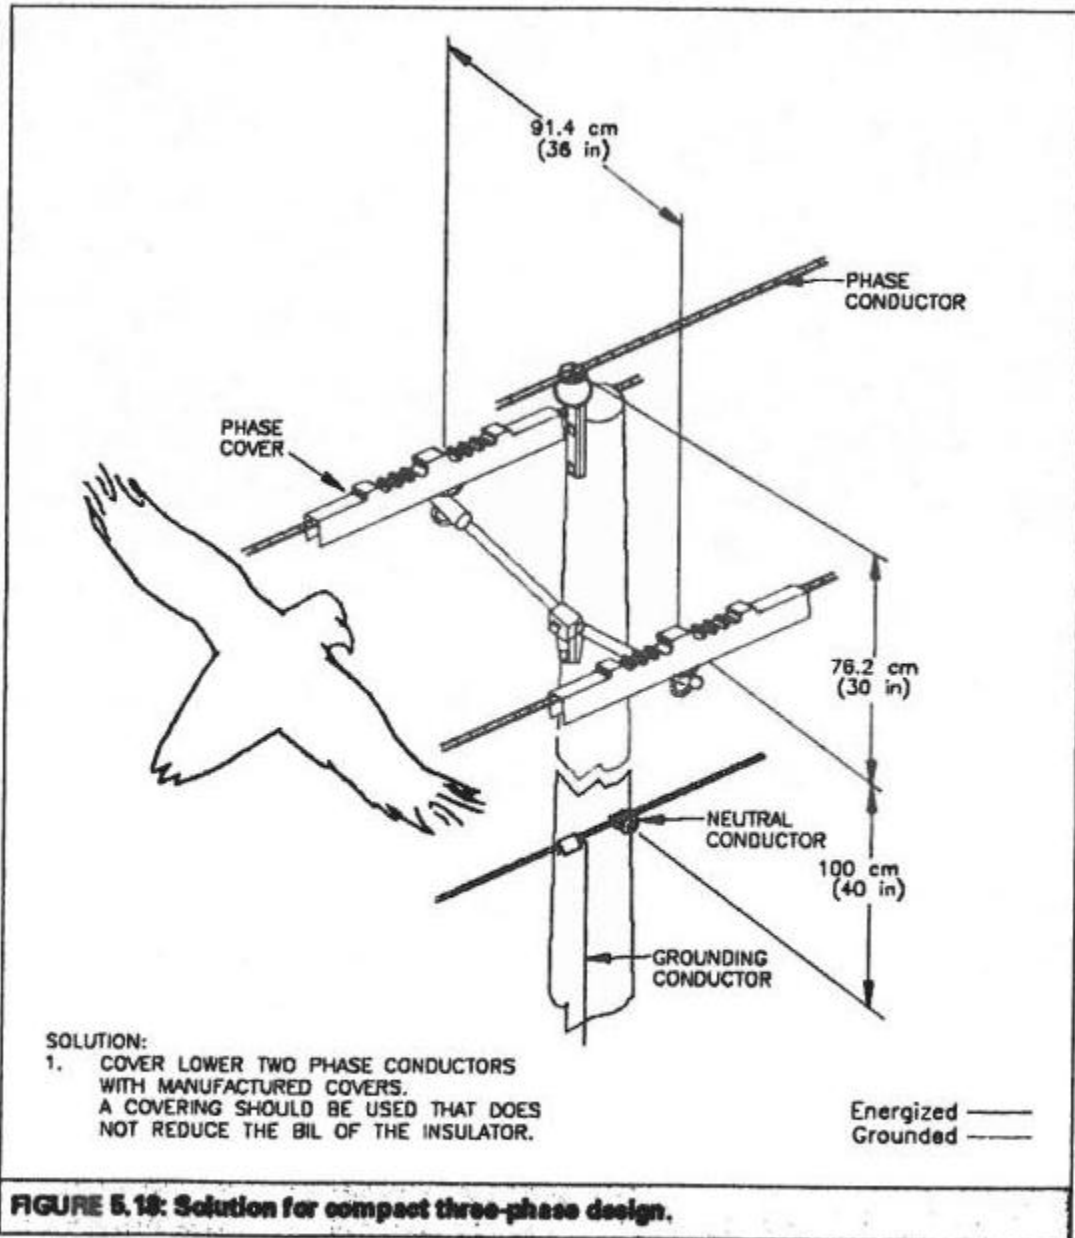 91.4 cm
(36 in)
PHASE
CONDUCTOR
PHASE
COVER
76.2 cm
(30 in)
NEUTRAL
CONDUCTOR
100 cm
(40 in)
GROUNDING
CONDUCTOR
SOLUTION:
1. COVER LOWER TWO PHASE CONDUCTORS
WITH MANUFACTURED COVERS.
A COVERING SHOULD BE USED THAT DOES
NOT REDUCE THE BIL OF THE INSULATOR.
Energized
Grounded
FIGURE 5.18: Solution for compact three-phase design.